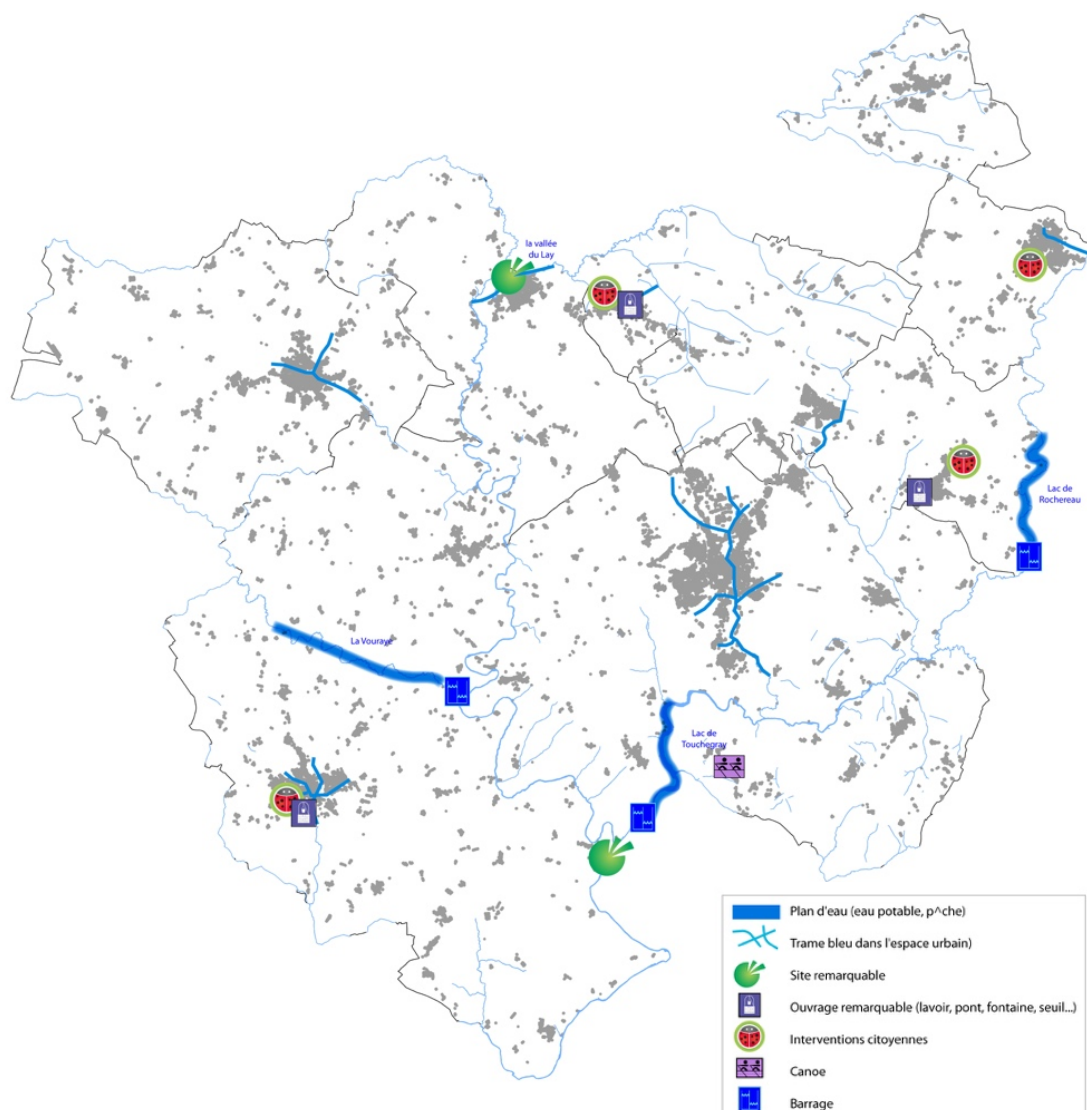 la vallée
du Lay
Lac de
Rochereau
La Vouraye
Lac de
Touchegray
Plan d'eau (eau potable, p^che)
Trame bleu dans l'espace urbain)
Site remarquable
Ouvrage remarquable (lavoir, pont, fontaine, seuil...)
Interventions citoyennes
Canoe
Barrage